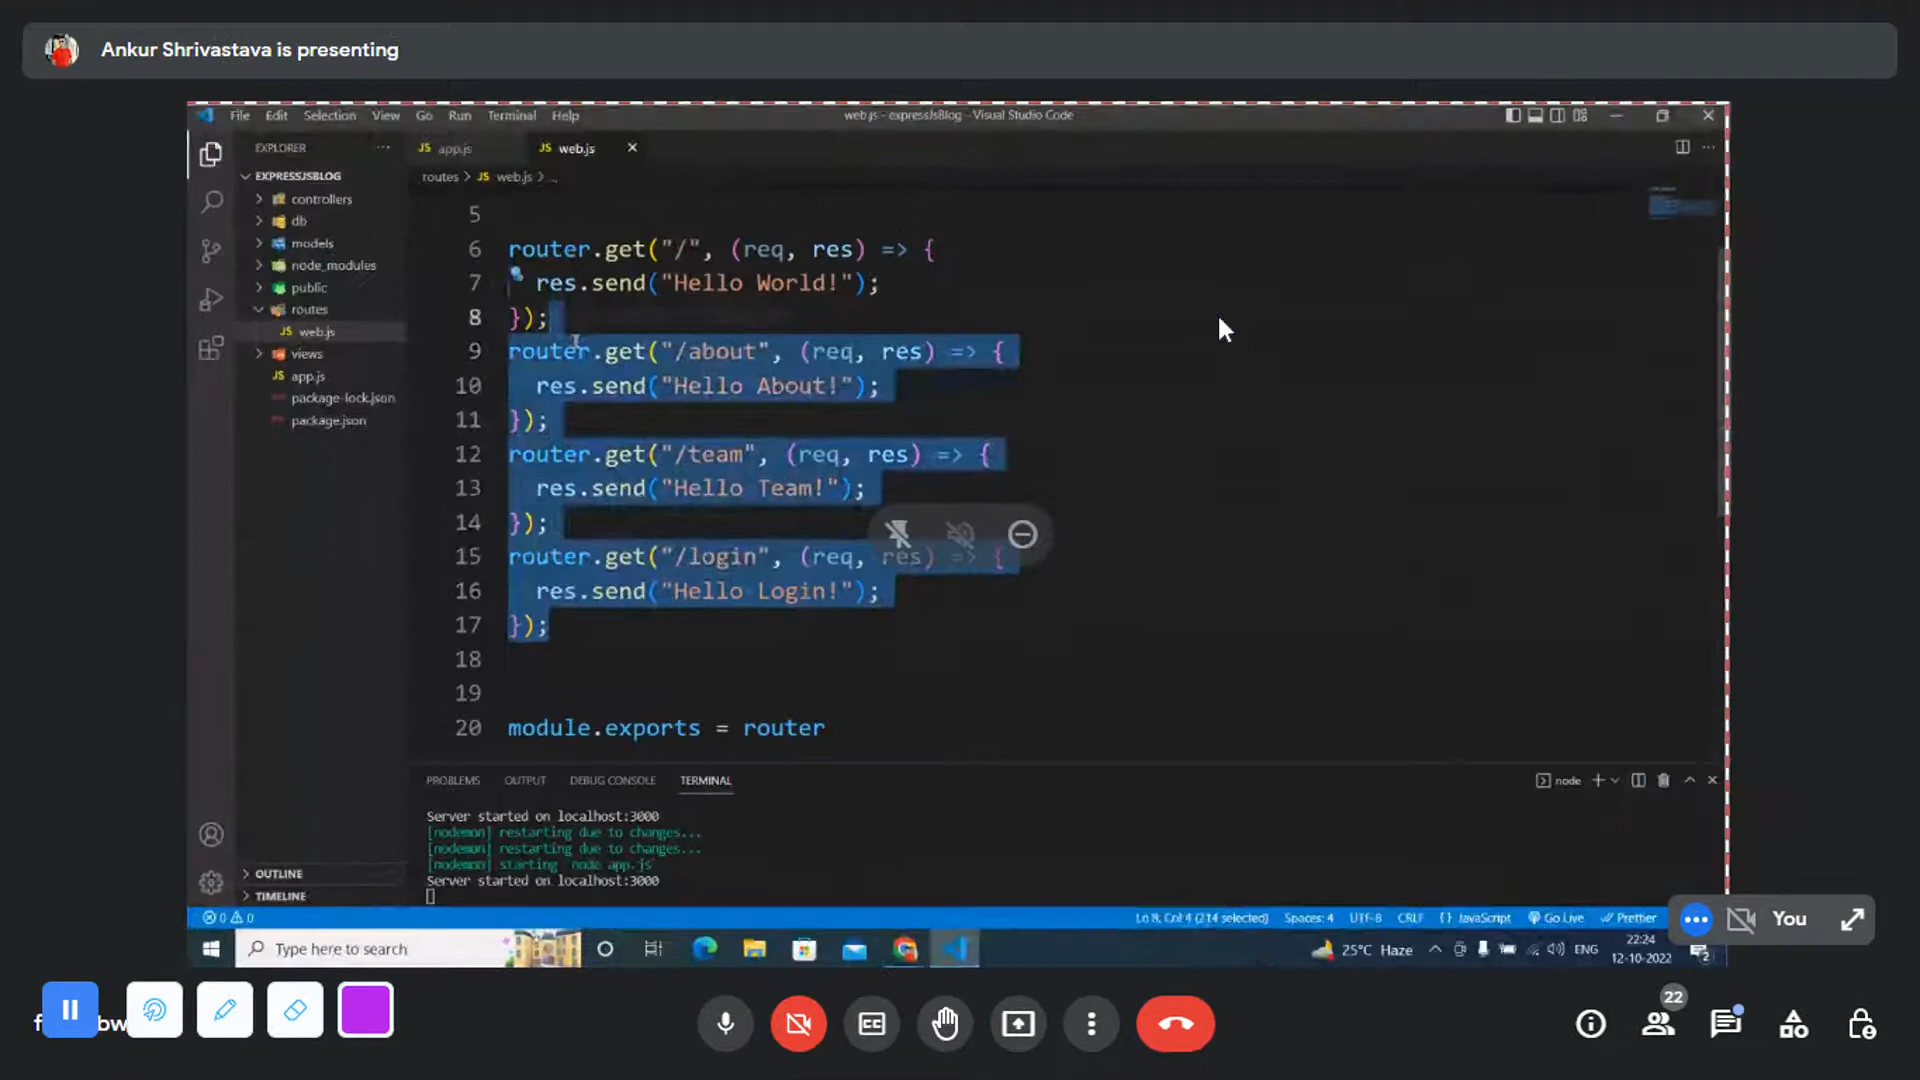 Ankur Shrivastava is presenting
File Edit Selection View Go Run Terminal Help
web.js - expressJsBlog - Visual Studio Code
EXPLORER ...
JS app.js
JS web.js
EXPRESSJSBLOG
routes > JS web.js > ...
controllers
db
models
node_modules
public
routes
JS web.js
views
JS app.js
package-lock.json
package.json
5
6 router.get("/", (req, res) => {
7 res.send("Hello World!");
8 });
9 router.get("/about", (req, res) => {
10 res.send("Hello About!");
11 });
12 router.get("/team", (req, res) => {
13 res.send("Hello Team!");
14 });
15 router.get("/login", (req, res) => {
16 res.send("Hello Login!");
17 });
18
19
20 module.exports = router
PROBLEMS OUTPUT DEBUG CONSOLE TERMINAL
node
Server started on localhost:3000
[nodemon] restarting due to changes...
[nodemon] restarting due to changes...
[nodemon] starting `node app.js`
Server started on localhost:3000
OUTLINE
TIMELINE
0 0
Ln 8, Col 4 (214 selected) Spaces: 4 UTF-8 CRLF {} JavaScript Go Live Prettier
You
Type here to search
25°C Haze
ENG
22:24
12-10-2022
2
22